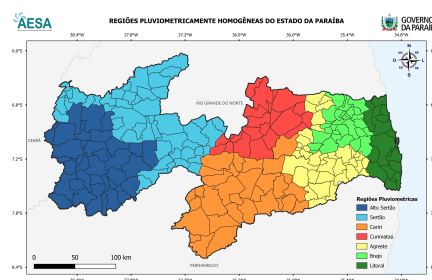 AESA
REGIÕES PLUVIOMETRICAMENTE HOMOGÊNEAS DO ESTADO DA PARAÍBA
GOVERNO
DA PARAÍBA
38.4°W 37.8°W 37.2°W 36.6°W 36.0°W 35.4°W 34.8°W
N
S
6.0°S
6.6°S
RIO GRANDE DO NORTE
CEARÁ
7.2°S
7.8°S
Regiões Pluviometricas
Alto Sertão
Sertão
Cariri
Curimataú
Agreste
Brejo
Litoral
0 50 100 km
PERNAMBUCO
8.4°S